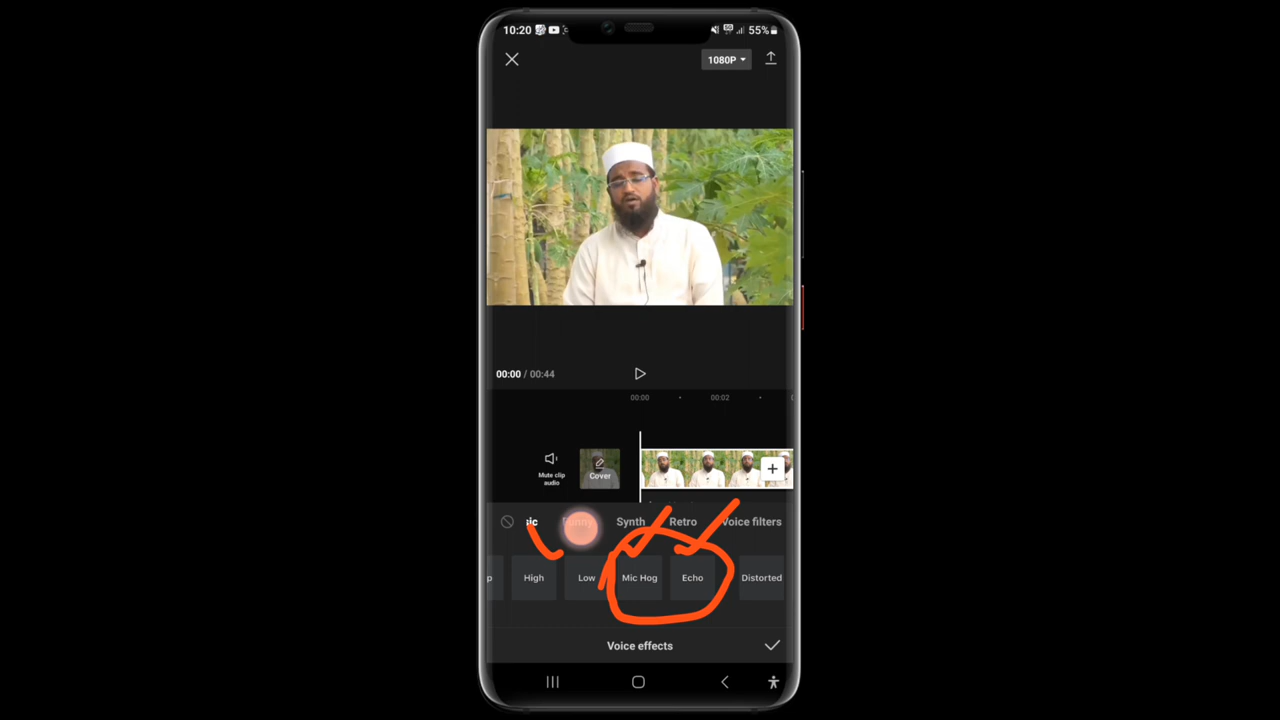 10:20 55%
1080P
00:00 / 00:44
00:00 00:02
Mute clip audio
Cover
Synth Retro Voice filters
High Low Mic Hog Echo Distorted
Voice effects